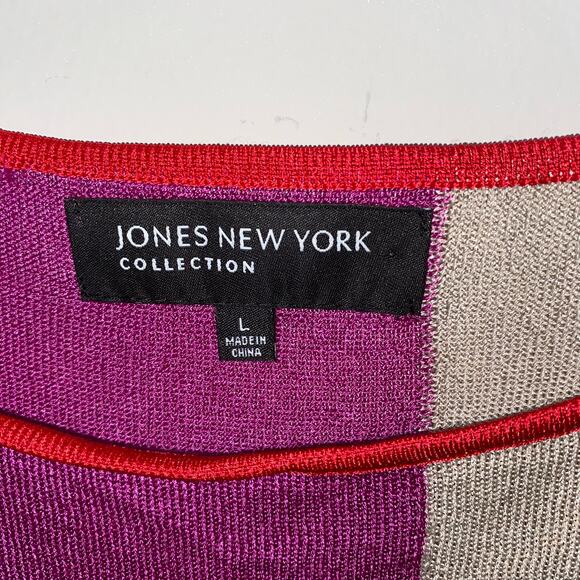 JONES NEW YORK
COLLECTION
L
MADE IN
CHINA